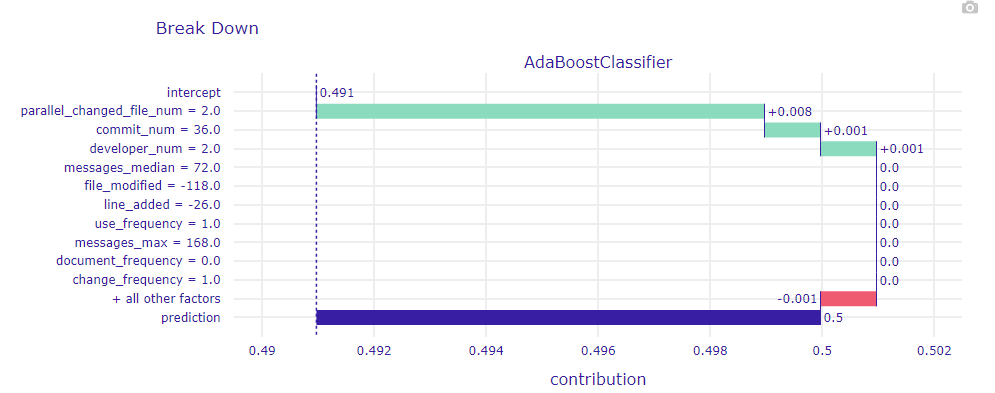 Break Down
AdaBoostClassifier
intercept 0.491
parallel_changed_file_num = 2.0 +0.008
commit_num = 36.0 +0.001
developer_num = 2.0 +0.001
messages_median = 72.0 0.0
file_modified = -118.0 0.0
line_added = -26.0 0.0
use_frequency = 1.0 0.0
messages_max = 168.0 0.0
document_frequency = 0.0 0.0
change_frequency = 1.0 0.0
+ all other factors -0.001
prediction 0.5
0.49 0.492 0.494 0.496 0.498 0.5 0.502
contribution